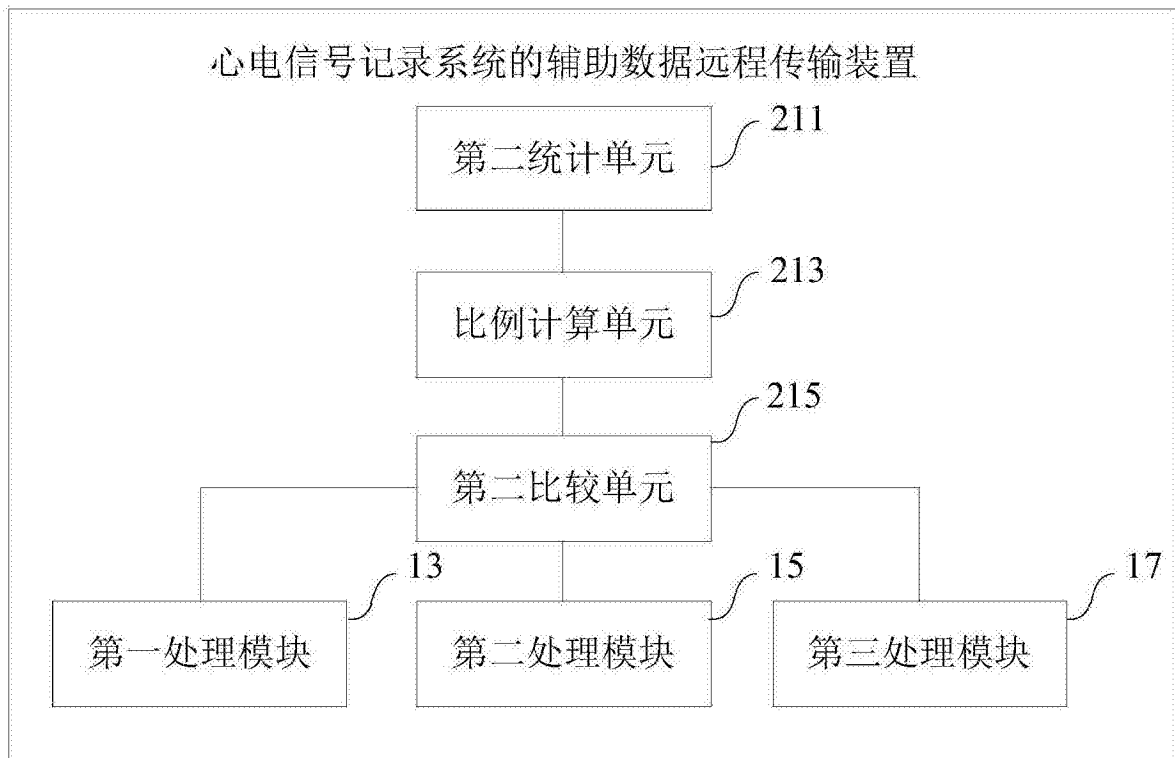 心电信号记录系统的辅助数据远程传输装置
211
第二统计单元
213
比例计算单元
215
第二比较单元
13
15
17
第一处理模块
第二处理模块
第三处理模块